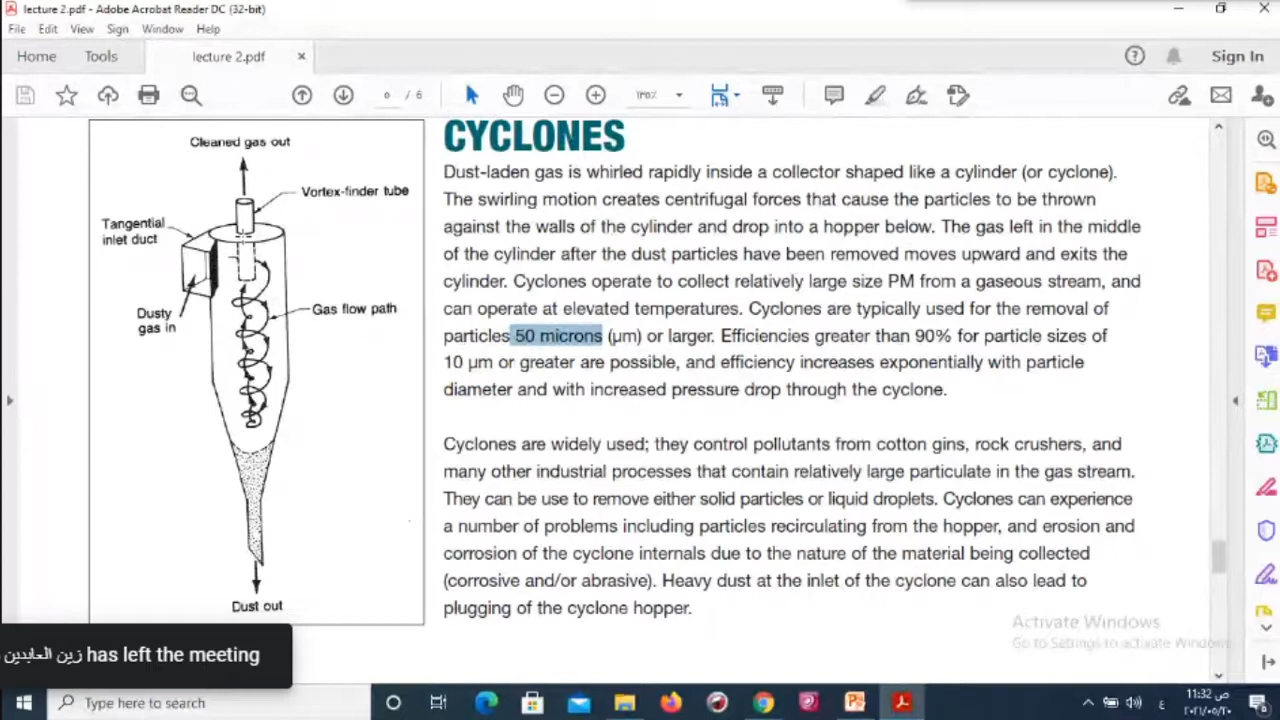 lecture 2.pdf - Adobe Acrobat Reader DC (32-bit)
File Edit View Sign Window Help
Home Tools lecture 2.pdf × Sign In
/ 6
Cleaned gas out
Vortex-finder tube
Tangential
inlet duct
Dusty
gas in
Gas flow path
Dust out
CYCLONES
Dust-laden gas is whirled rapidly inside a collector shaped like a cylinder (or cyclone).
The swirling motion creates centrifugal forces that cause the particles to be thrown
against the walls of the cylinder and drop into a hopper below. The gas left in the middle
of the cylinder after the dust particles have been removed moves upward and exits the
cylinder. Cyclones operate to collect relatively large size PM from a gaseous stream, and
can operate at elevated temperatures. Cyclones are typically used for the removal of
particles 50 microns (µm) or larger. Efficiencies greater than 90% for particle sizes of
10 µm or greater are possible, and efficiency increases exponentially with particle
diameter and with increased pressure drop through the cyclone.
Cyclones are widely used; they control pollutants from cotton gins, rock crushers, and
many other industrial processes that contain relatively large particulate in the gas stream.
They can be use to remove either solid particles or liquid droplets. Cyclones can experience
a number of problems including particles recirculating from the hopper, and erosion and
corrosion of the cyclone internals due to the nature of the material being collected
(corrosive and/or abrasive). Heavy dust at the inlet of the cyclone can also lead to
plugging of the cyclone hopper.
Activate Windows
Go to Settings to activate Windows.
زين العابدين has left the meeting
Type here to search
ع
11:32 ص